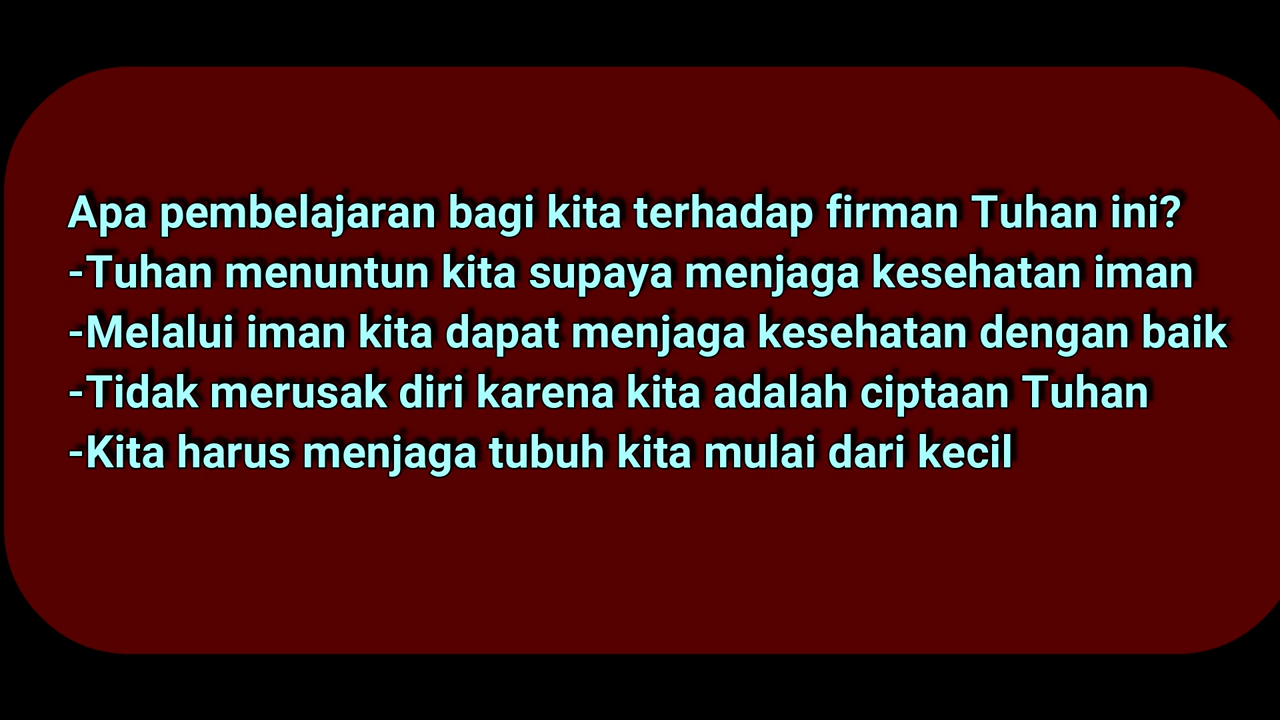 Apa pembelajaran bagi kita terhadap firman Tuhan ini?
-Tuhan menuntun kita supaya menjaga kesehatan iman
-Melalui iman kita dapat menjaga kesehatan dengan baik
-Tidak merusak diri karena kita adalah ciptaan Tuhan
-Kita harus menjaga tubuh kita mulai dari kecil